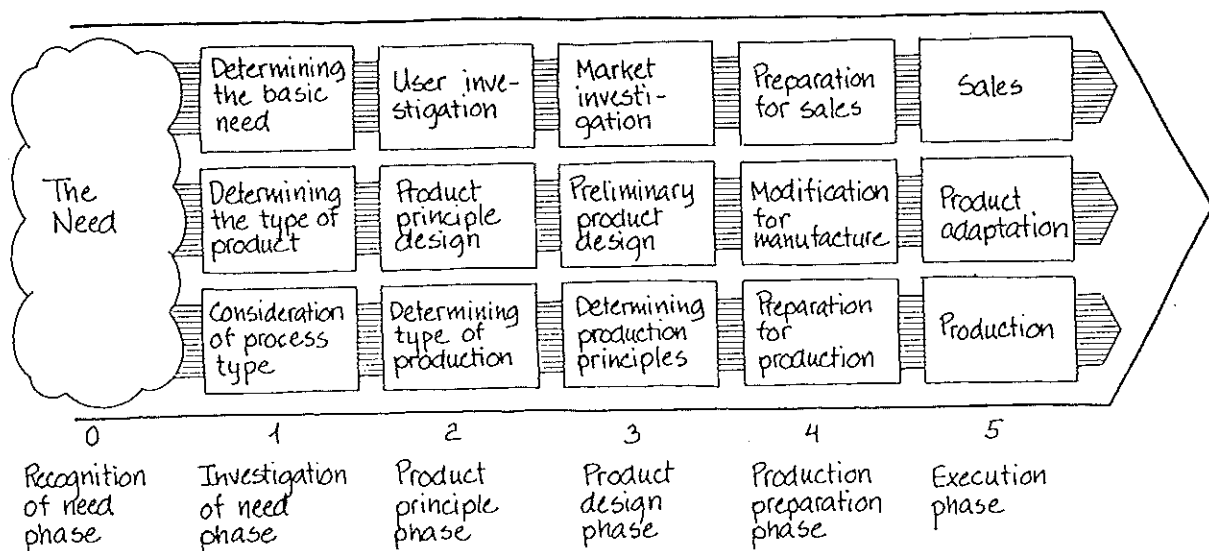 The
Need
Determining
the basic
need
User inve-
stigation
Market
investi-
gation
Preparation
for sales
Sales
Determining
the type of
product
Product
principle
design
Preliminary
product
design
Modification
for
manufacture
Product
adaptation
Consideration
of process
type
Determining
type of
production
Determining
production
principles
Preparation
for
production
Production
0
Recognition
of need
phase
1
Investigation
of need
phase
2
Product
principle
phase
3
Product
design
phase
4
Production
preparation
phase
5
Execution
phase